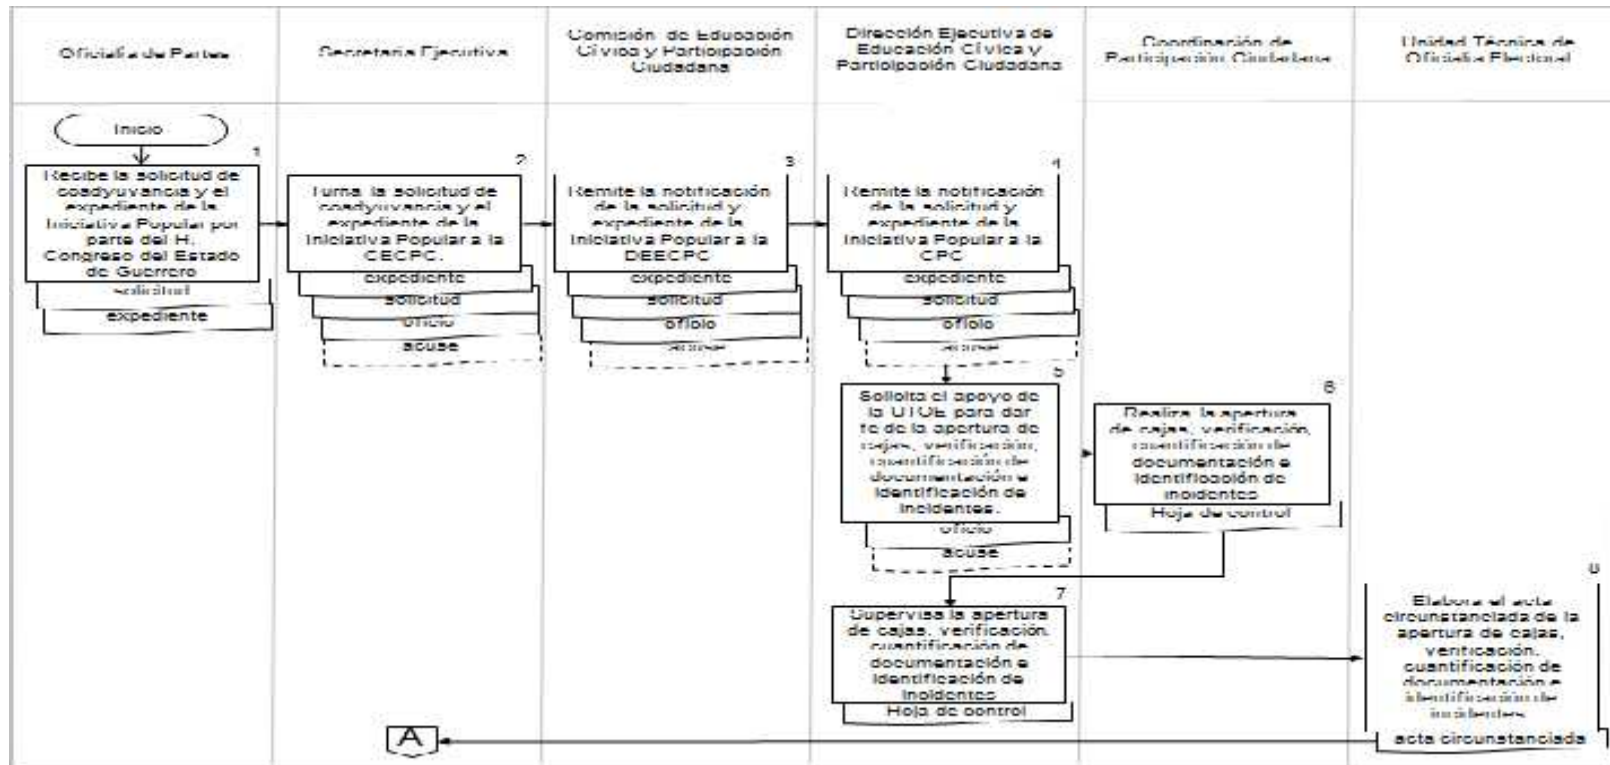 Oficialía de Partes
Secretaria Ejecutiva
Comisión de Educación
Cívica y Participación
Ciudadana
Dirección Ejecutiva de
Educación Cívica y
Participación Ciudadana
Coordinación de
Participación Ciudadana
Unidad Técnica de
Oficialía Electoral
Inicio
1
Recibe la solicitud de
coadyuvancia y el
expediente de la
Iniciativa Popular por
parte del H.
Congreso del Estado
de Guerrero
solicitud
expediente
2
Turna la solicitud de
coadyuvancia y el
expediente de la
Iniciativa Popular a la
CECPC.
expediente
solicitud
oficio
acuse
3
Remite la notificación
de la solicitud y
expediente de la
Iniciativa Popular a la
DEECPC
expediente
solicitud
oficio
acuse
4
Remite la notificación
de la solicitud y
expediente de la
Iniciativa Popular a la
CPC
expediente
solicitud
oficio
acuse
5
Solicita el apoyo de
la UTOE para dar
fe de la apertura de
cajas, verificación,
cuantificación de
documentación e
identificación de
incidentes.
oficio
acuse
6
Realiza la apertura
de cajas, verificación,
cuantificación de
documentación e
identificación de
incidentes
Hoja de control
7
Supervisa la apertura
de cajas, verificación,
cuantificación de
documentación e
identificación de
incidentes
Hoja de control
8
Elabora el acta
circunstanciada de la
apertura de cajas,
verificación,
cuantificación de
documentación e
identificación de
incidentes
acta circunstanciada
A